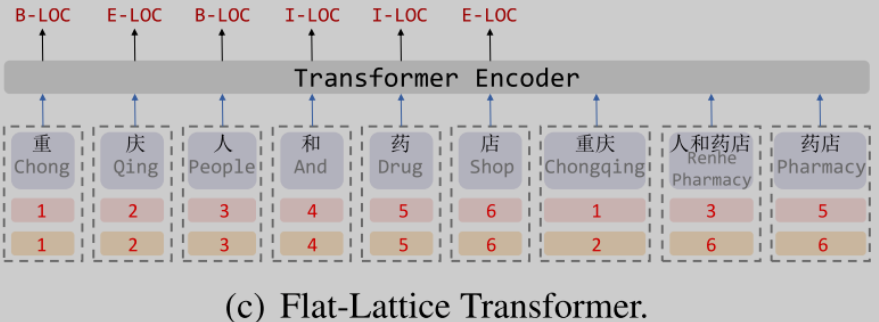 B-LOC E-LOC B-LOC I-LOC I-LOC E-LOC
Transformer Encoder
重 庆 人 和 药 店 重庆 人和药店 药店
Chong Qing People And Drug Shop Chongqing Renhe Pharmacy Pharmacy
1 2 3 4 5 6 1 3 5
1 2 3 4 5 6 2 6 6
(c) Flat-Lattice Transformer.